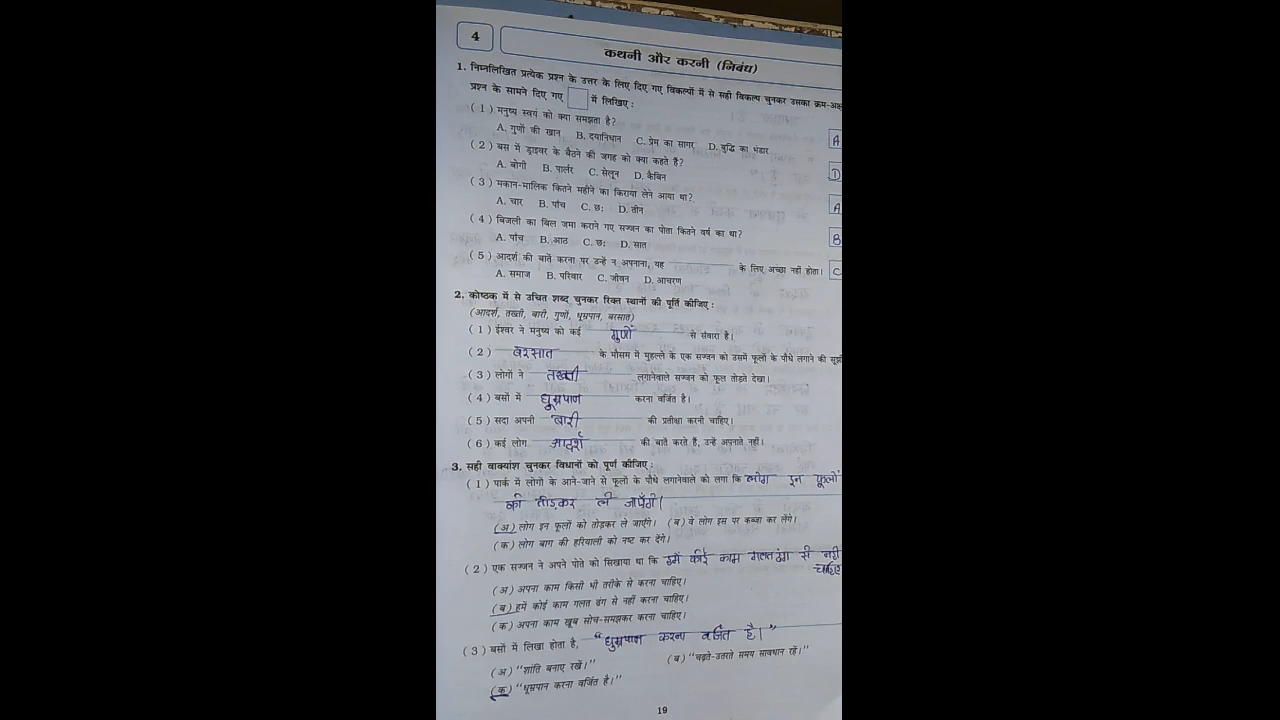 4
कथनी और करनी (निबंध)
1. निम्नलिखित प्रत्येक प्रश्न के उत्तर के लिए दिए गए विकल्पों में से सही विकल्प चुनकर उसका क्रम-अक्ष
प्रश्न के सामने दिए गए में लिखिए :
( 1 ) मनुष्य स्वयं को क्या समझता है?
A. गुणों की खान B. दयानिधान C. प्रेम का सागर D. बुद्धि का भंडार A
( 2 ) बस में ड्राइवर के बैठने की जगह को क्या कहते हैं?
A. बोगी B. पार्लर C. सेलून D. कैबिन D
( 3 ) मकान-मालिक कितने महीने का किराया लेने आया था?
A. चार B. पाँच C. छः D. तीन A
( 4 ) बिजली का बिल जमा कराने गए सज्जन का पोता कितने वर्ष का था?
A. पाँच B. आठ C. छः D. सात B
( 5 ) आदर्श की बातें करना पर उन्हें न अपनाना, यह के लिए अच्छा नहीं होता। C
A. समाज B. परिवार C. जीवन D. आचरण
2. कोष्ठक में से उचित शब्द चुनकर रिक्त स्थानों की पूर्ति कीजिए :
(आदर्श, तख्ती, बारी, गुणों, धूम्रपान, बरसात)
( 1 ) ईश्वर ने मनुष्य को कई गुणों से संवारा है।
( 2 ) बरसात के मौसम में मुहल्ले के एक सज्जन को उसमें फूलों के पौधे लगाने की सूझी
( 3 ) लोगों ने तख्ती लगानेवाले सज्जन को फूल तोड़ते देखा।
( 4 ) बसों में धूम्रपाण करना वर्जित है।
( 5 ) सदा अपनी बारी की प्रतीक्षा करनी चाहिए।
( 6 ) कई लोग आदर्श की बातें करते हैं, उन्हें अपनाते नहीं।
3. सही वाक्यांश चुनकर विधानों को पूर्ण कीजिए :
( 1 ) पार्क में लोगों के आने-जाने से फूलों के पौधे लगानेवाले को लगा कि लोग इन फूलों
को तोड़कर ले जाएँगे।
(अ) लोग इन फूलों को तोड़कर ले जाएँगे। (ब) वे लोग इस पर कब्जा कर लेंगे।
(क) लोग बाग की हरियाली को नष्ट कर देंगे।
( 2 ) एक सज्जन ने अपने पोते को सिखाया था कि हमें कोई काम गलत ढंग से नहीं
चाहिए
(अ) अपना काम किसी भी तरीके से करना चाहिए।
(ब) हमें कोई काम गलत ढंग से नहीं करना चाहिए।
(क) अपना काम खूब सोच-समझकर करना चाहिए।
( 3 ) बसों में लिखा होता है, "धुम्रपान करना वर्जित है।"
(अ) "शांति बनाए रखें।" (ब) "चढ़ते-उतरते समय सावधान रहें।"
(क) "धूम्रपान करना वर्जित है।"
19